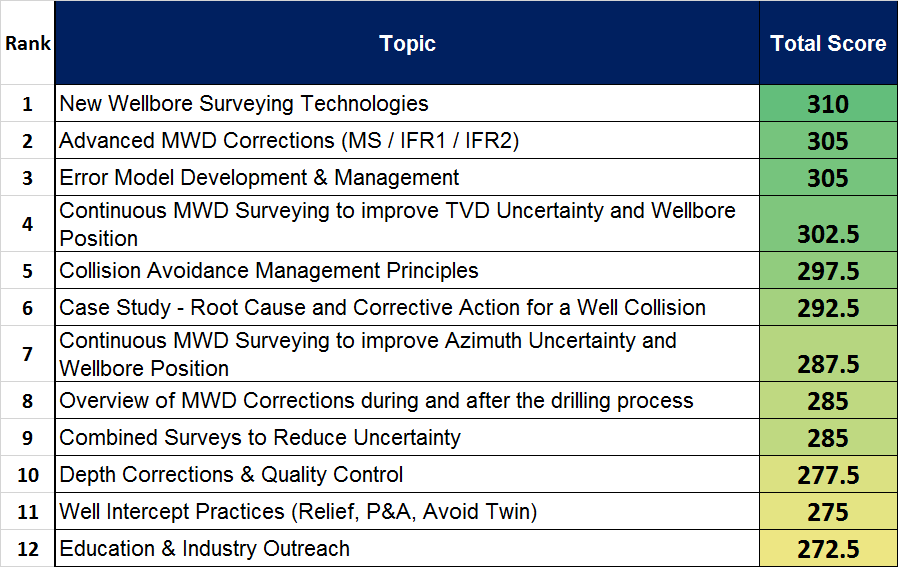 Rank Topic Total Score
1 New Wellbore Surveying Technologies 310
2 Advanced MWD Corrections (MS / IFR1 / IFR2) 305
3 Error Model Development & Management 305
4 Continuous MWD Surveying to improve TVD Uncertainty and Wellbore
Position 302.5
5 Collision Avoidance Management Principles 297.5
6 Case Study - Root Cause and Corrective Action for a Well Collision 292.5
7 Continuous MWD Surveying to improve Azimuth Uncertainty and
Wellbore Position 287.5
8 Overview of MWD Corrections during and after the drilling process 285
9 Combined Surveys to Reduce Uncertainty 285
10 Depth Corrections & Quality Control 277.5
11 Well Intercept Practices (Relief, P&A, Avoid Twin) 275
12 Education & Industry Outreach 272.5